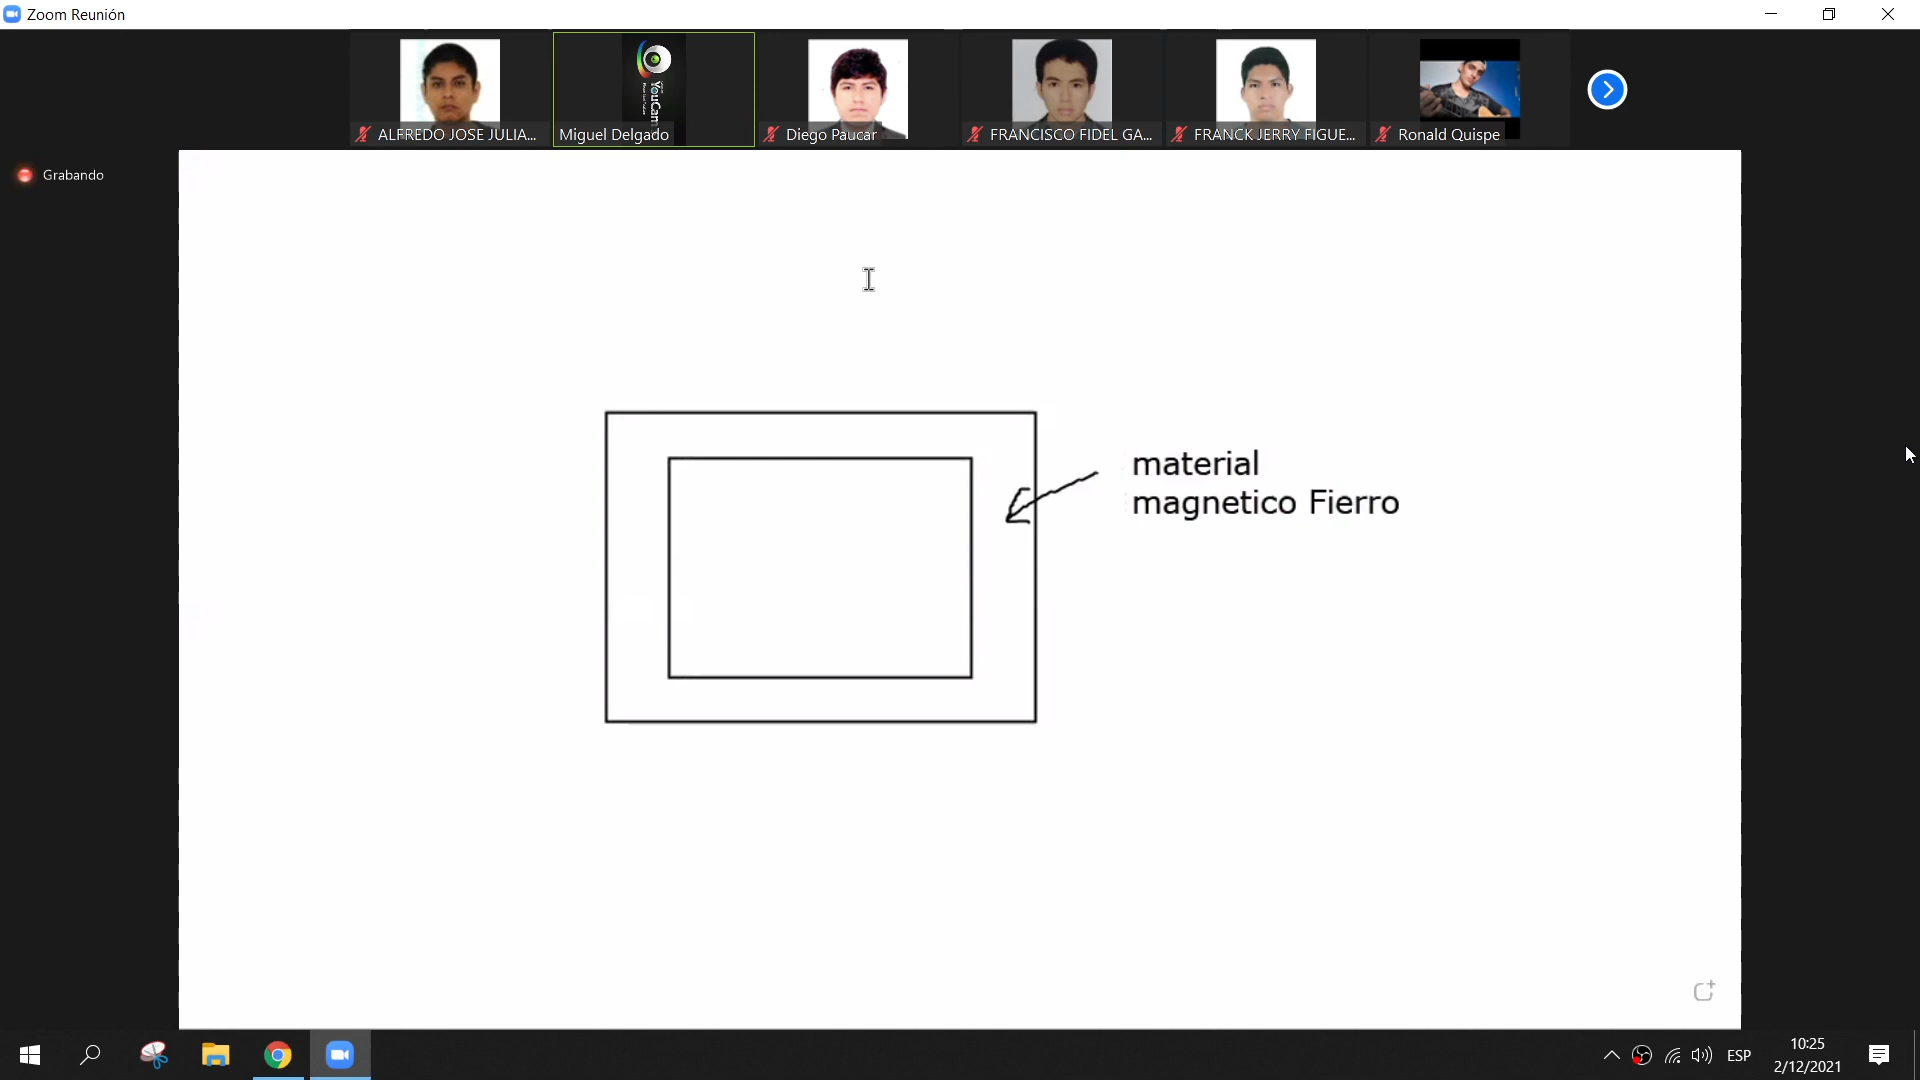 Zoom Reunión
ALFREDO JOSE JULIA...
Miguel Delgado
Diego Paucar
FRANCISCO FIDEL GA...
FRANCK JERRY FIGUE...
Ronald Quispe
YouCam
Grabando
material
magnetico Fierro
ESP
10:25
2/12/2021